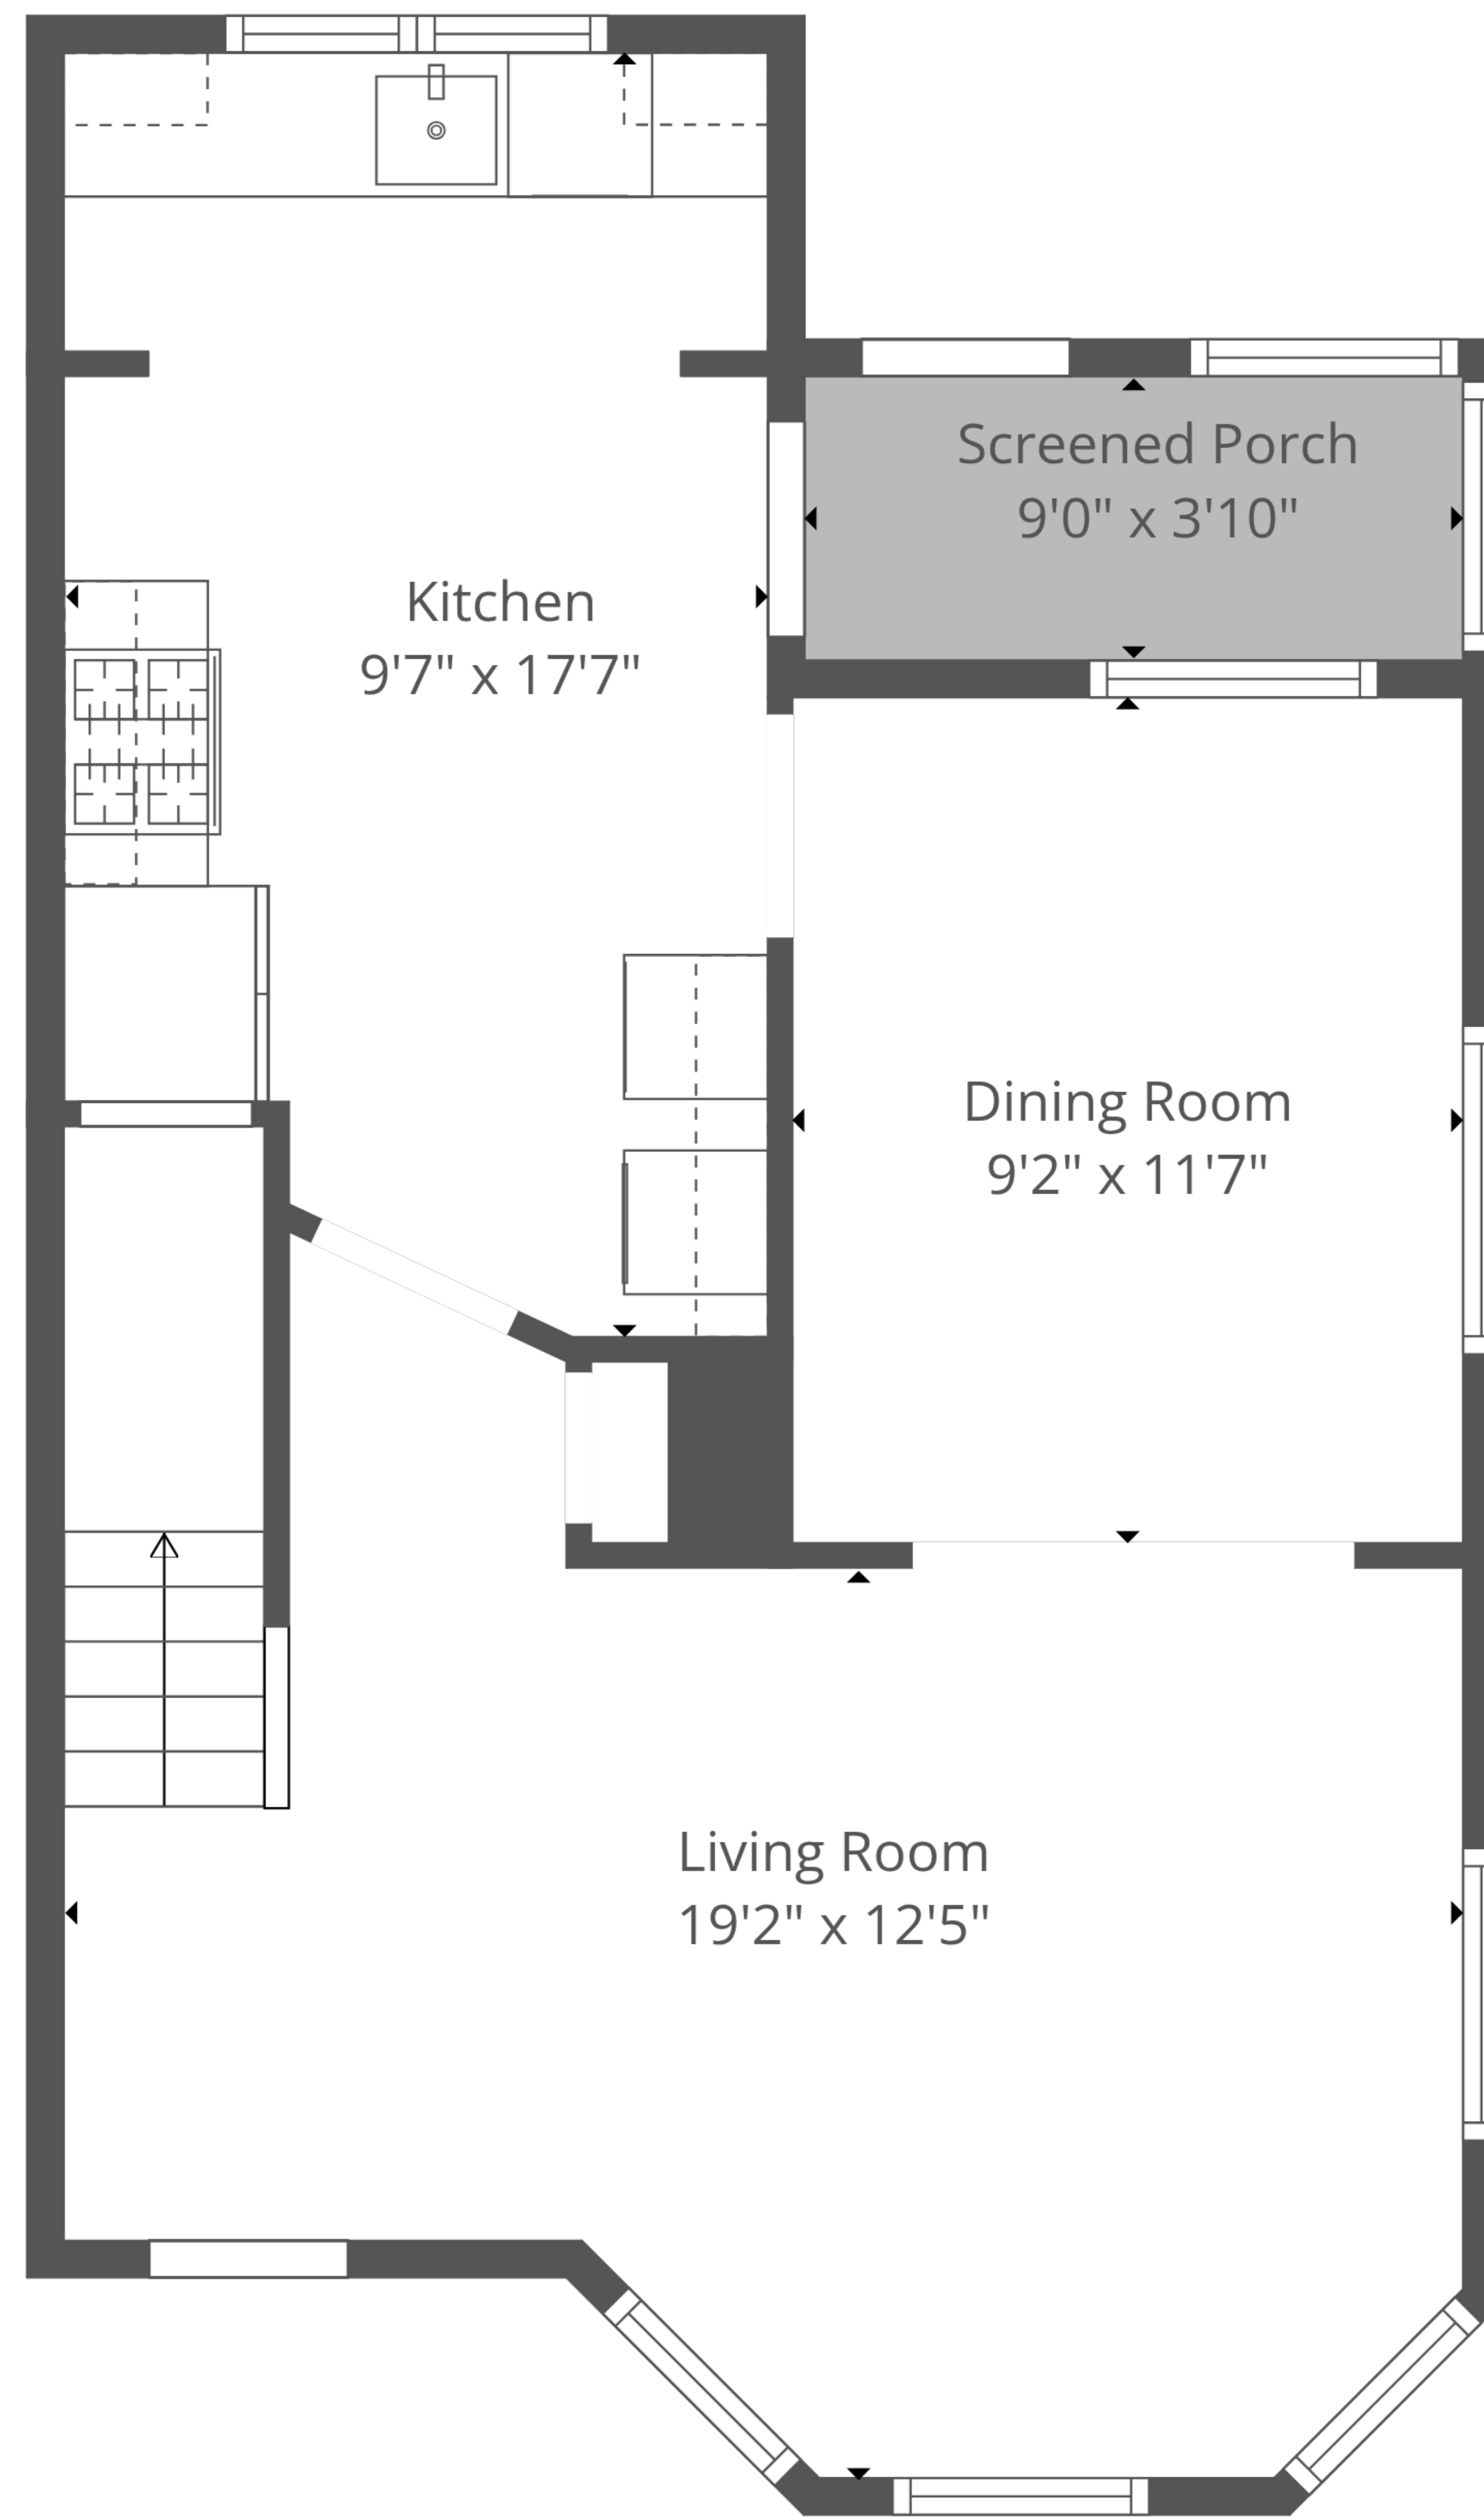 Screened Porch
9'0" x 3'10"
Kitchen
9'7" x 17'7"
Dining Room
9'2" x 11'7"
Living Room
19'2" x 12'5"